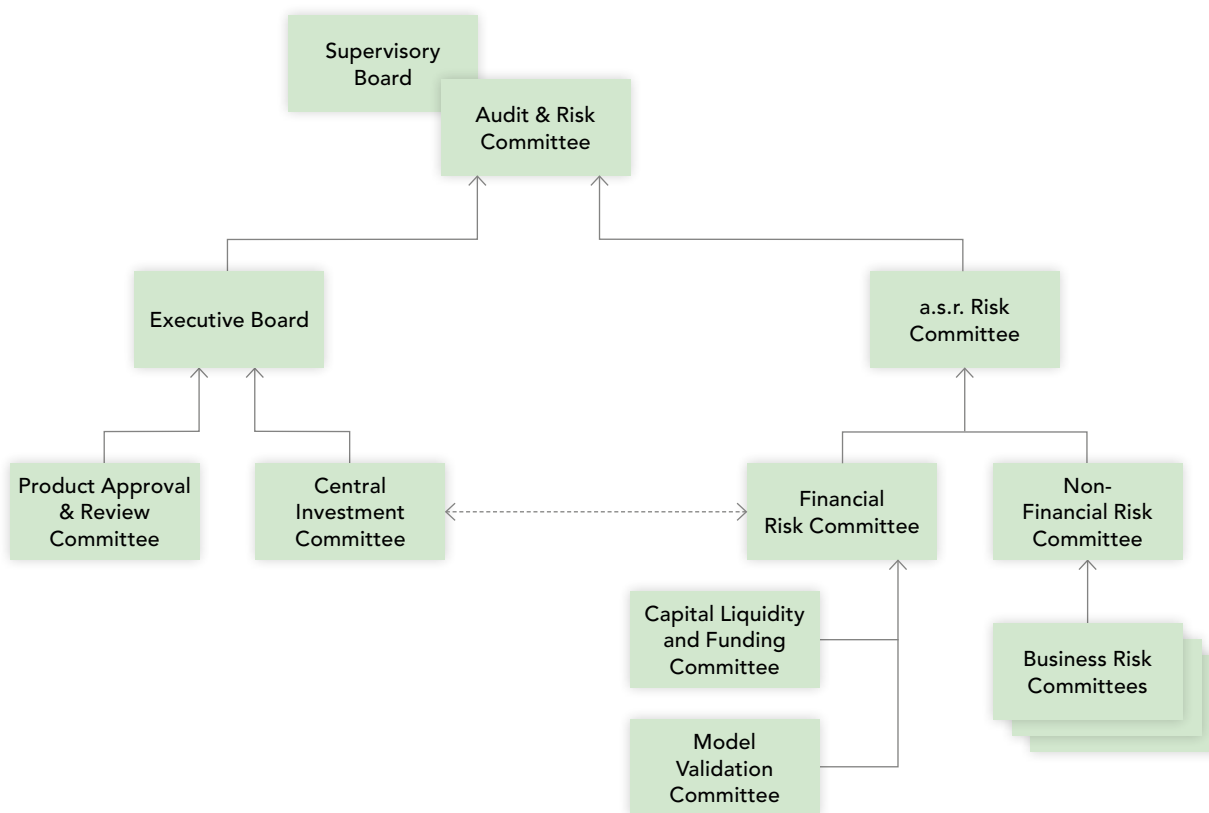 Supervisory
Board
Audit & Risk
Committee
Executive Board
a.s.r. Risk
Committee
Product Approval
& Review
Committee
Central
Investment
Committee
Financial
Risk Committee
Non-
Financial Risk
Committee
Capital Liquidity
and Funding
Committee
Business Risk
Committees
Model
Validation
Committee